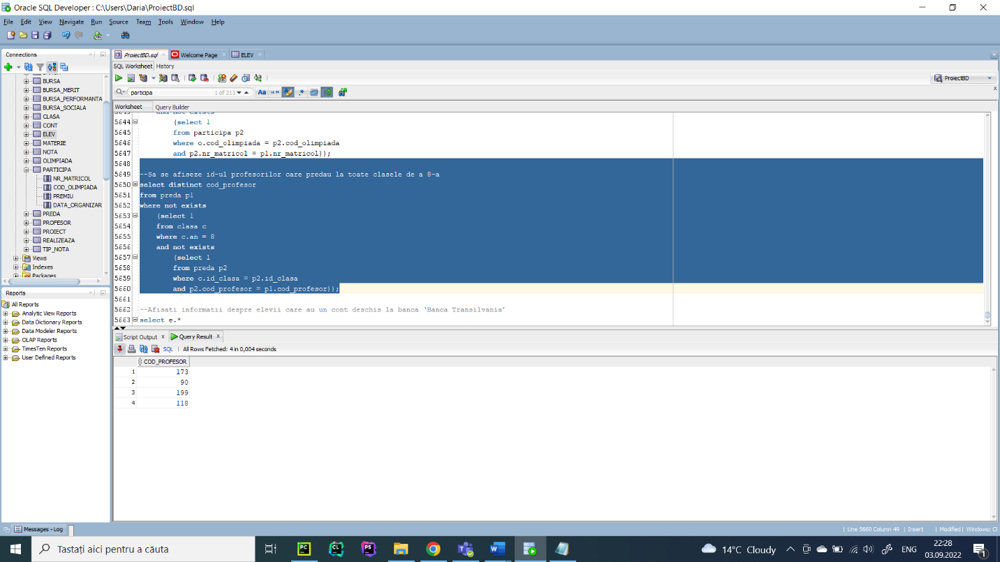 Oracle SQL Developer : C:\Users\Daria\ProiectBD.sql
File Edit View Navigate Run Source Team Tools Window Help
Connections
ProiectBD.sql
Welcome Page
ELEV
SQL Worksheet History
ProiectBD
participa 1 of 211
Worksheet Query Builder
BURSA
BURSA_MERIT
BURSA_PERFORMANTA
BURSA_SOCIALA
CLASA
CONT
ELEV
MATERIE
NOTA
OLIMPIADA
PARTICIPA
NR_MATRICOL
COD_OLIMPIADA
PREMIU
DATA_ORGANIZAR
PREDA
PROFESOR
PROIECT
REALIZEAZA
TIP_NOTA
Views
Indexes
Packages
Reports
All Reports
Analytic View Reports
Data Dictionary Reports
Data Modeler Reports
OLAP Reports
TimesTen Reports
User Defined Reports
5643 and not exists
5644 (select 1
5645 from participa p2
5646 where o.cod_olimpiada = p2.cod_olimpiada
5647 and p2.nr_matricol = p1.nr_matricol));
5648
5649 --Sa se afiseze id-ul profesorilor care predau la toate clasele de a 8-a
5650 select distinct cod_profesor
5651 from preda p1
5652 where not exists
5653 (select 1
5654 from clasa c
5655 where c.an = 8
5656 and not exists
5657 (select 1
5658 from preda p2
5659 where c.id_clasa = p2.id_clasa
5660 and p2.cod_profesor = p1.cod_profesor));
5661
5662 --Afisati informatii despre elevii care au un cont deschis la banca ‘Banca Transilvania’
5663 select e.*
Script Output x Query Result x
SQL | All Rows Fetched: 4 in 0,004 seconds
COD_PROFESOR
1 173
2 90
3 199
4 118
Messages - Log
Line 5660 Column 49 | Insert | Modified | Windows: C
Tastați aici pentru a căuta
PC
CL
PS
14°C Cloudy
ENG
22:28
03.09.2022
1